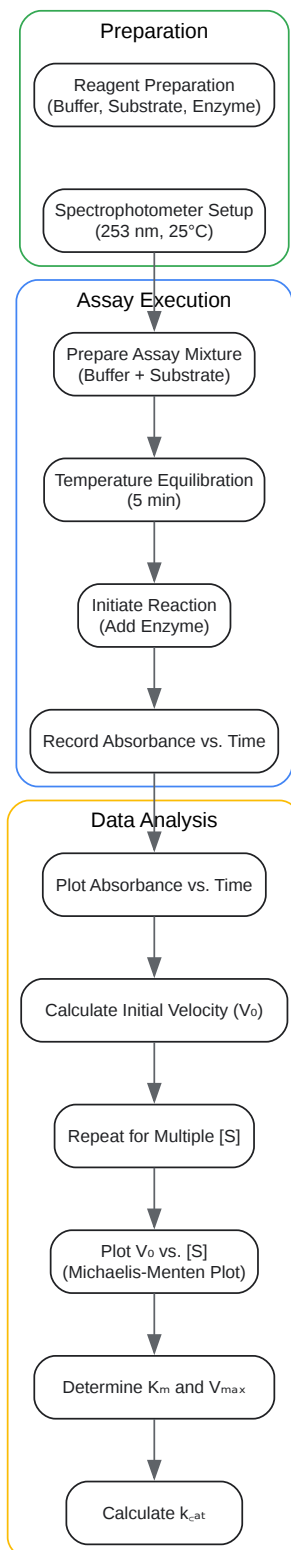 Preparation
Reagent Preparation
(Buffer, Substrate, Enzyme)
Spectrophotometer Setup
(253 nm, 25°C)
Assay Execution
Prepare Assay Mixture
(Buffer + Substrate)
Temperature Equilibration
(5 min)
Initiate Reaction
(Add Enzyme)
Record Absorbance vs. Time
Data Analysis
Plot Absorbance vs. Time
Calculate Initial Velocity (V₀)
Repeat for Multiple [S]
Plot V₀ vs. [S]
(Michaelis-Menten Plot)
Determine Kₘ and Vₘₐₓ
Calculate k꜀ₐₜ